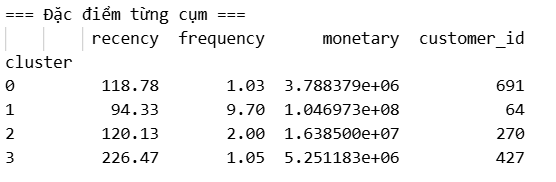 === Đặc điểm từng cụm ===
recency frequency monetary customer_id
cluster
0 118.78 1.03 3.788379e+06 691
1 94.33 9.70 1.046973e+08 64
2 120.13 2.00 1.638500e+07 270
3 226.47 1.05 5.251183e+06 427